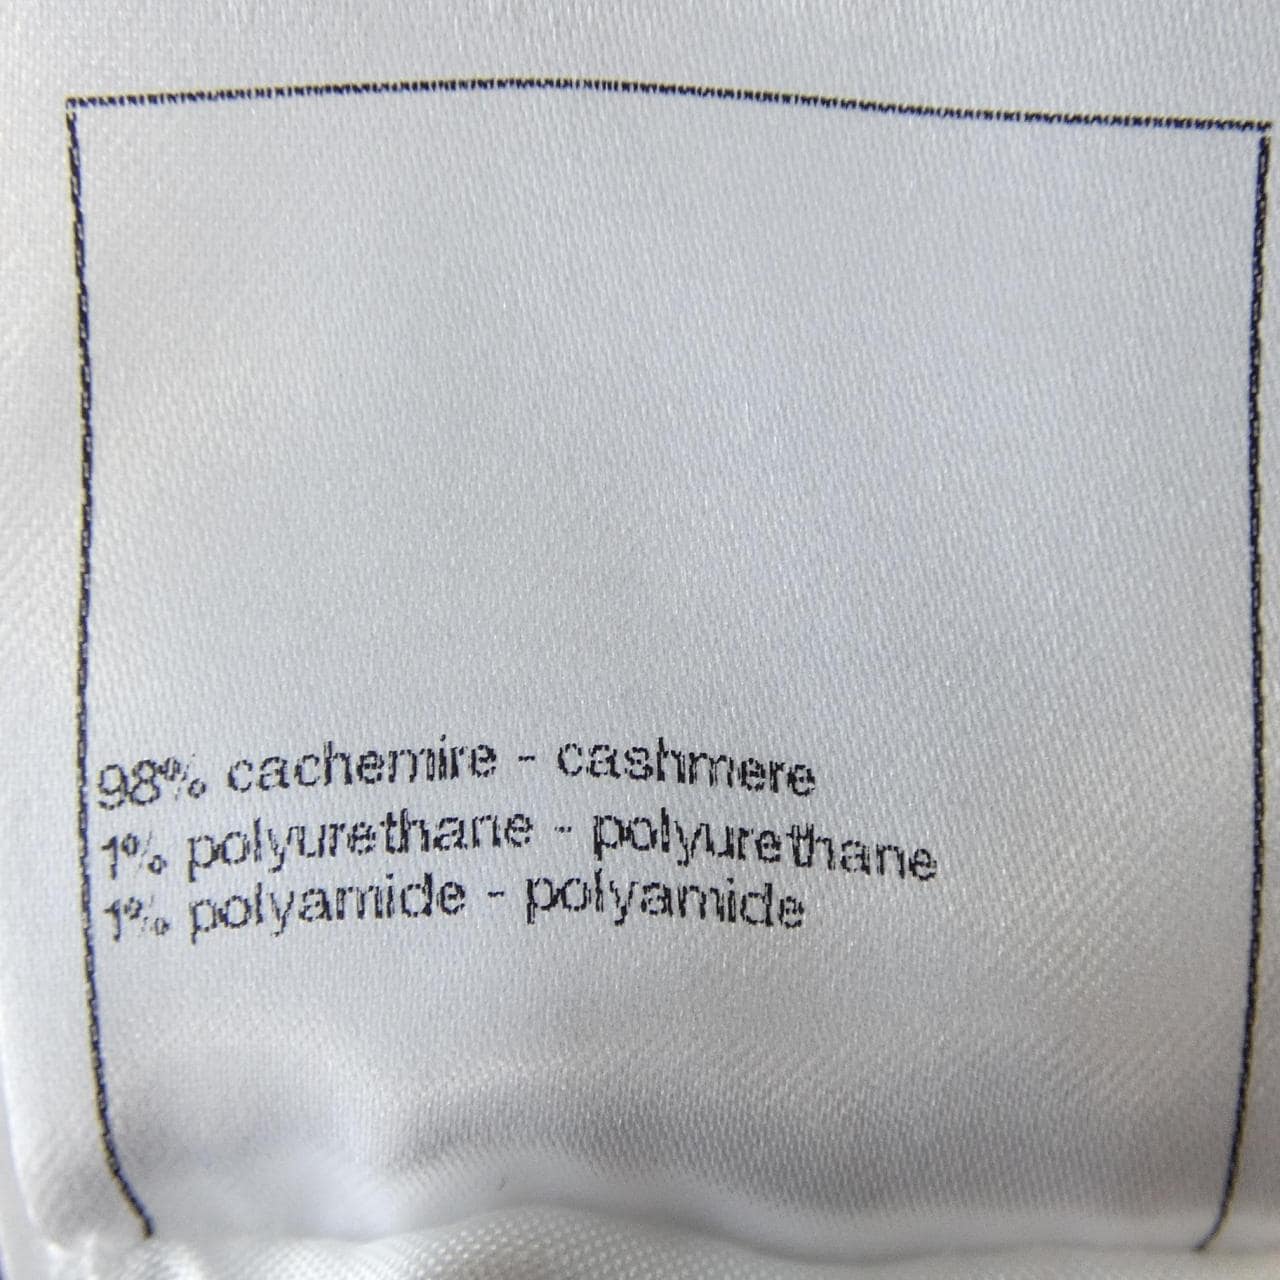 98% cachemire - cashmere
1% polyurethane - polyurethane
1% polyamide - polyamide